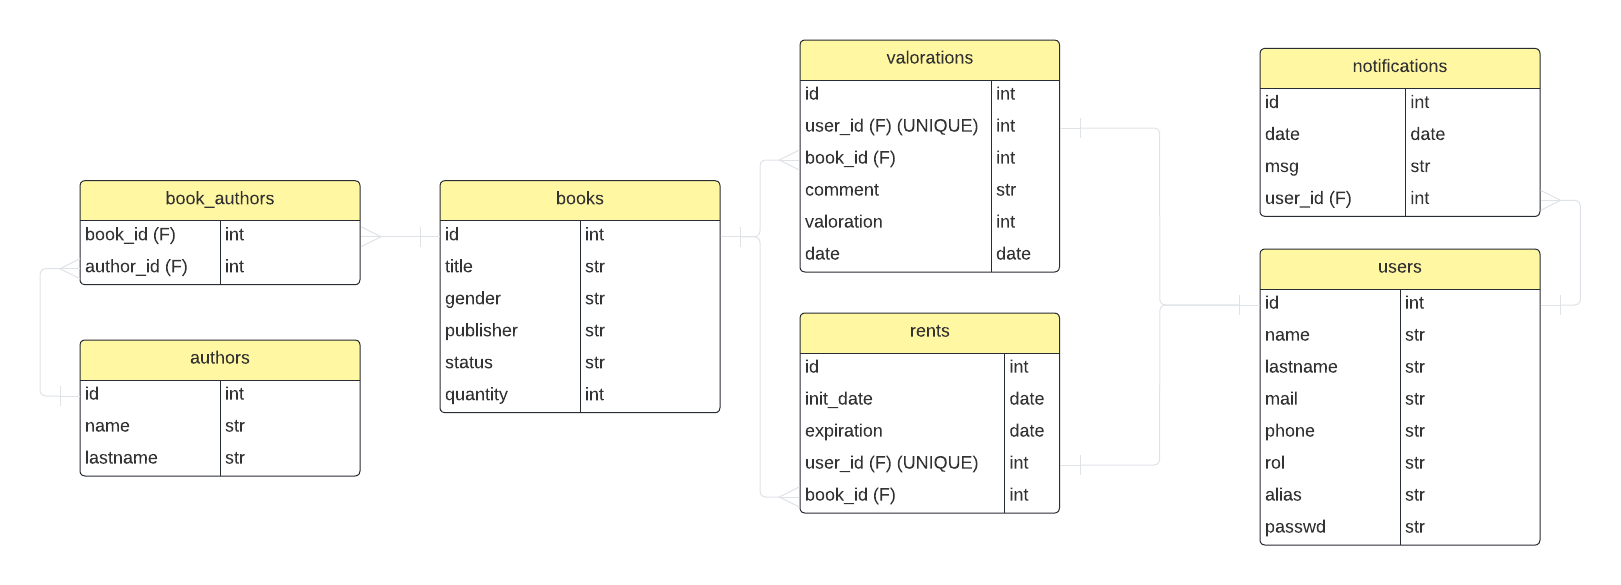 book_authors
book_id (F) int
author_id (F) int
authors
id int
name str
lastname str
books
id int
title str
gender str
publisher str
status str
quantity int
valorations
id int
user_id (F) (UNIQUE) int
book_id (F) int
comment str
valoration int
date date
rents
id int
init_date date
expiration date
user_id (F) (UNIQUE) int
book_id (F) int
notifications
id int
date date
msg str
user_id (F) int
users
id int
name str
lastname str
mail str
phone str
rol str
alias str
passwd str